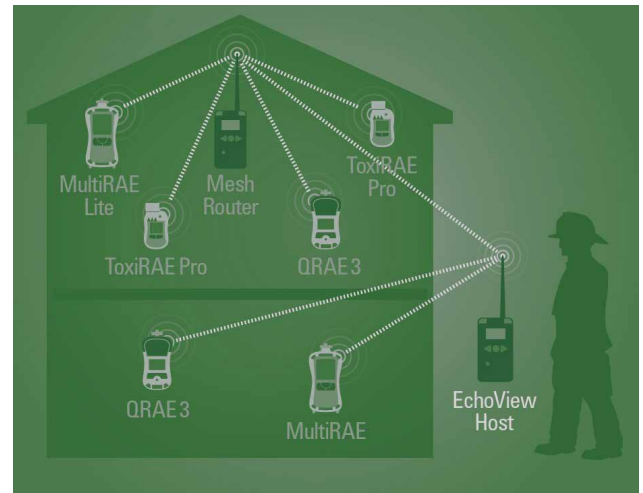 MultiRAE
Lite
Mesh
Router
ToxiRAE
Pro
ToxiRAE Pro
QRAE 3
QRAE 3
MultiRAE
EchoView
Host